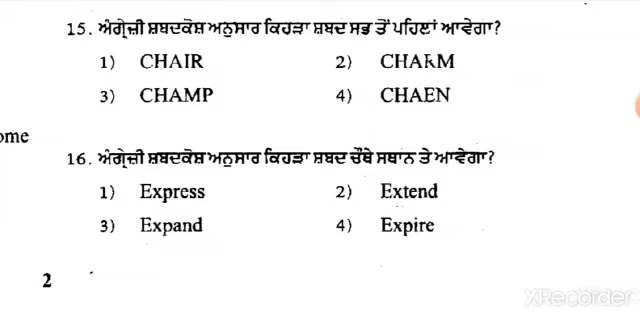 15. ਅੰਗ੍ਰੇਜ਼ੀ ਸ਼ਬਦਕੋਸ਼ ਅਨੁਸਾਰ ਕਿਹੜਾ ਸ਼ਬਦ ਸਭ ਤੋਂ ਪਹਿਲਾਂ ਆਵੇਗਾ?
1) CHAIR 2) CHARM
3) CHAMP 4) CHAEN
ome
16. ਅੰਗ੍ਰੇਜ਼ੀ ਸ਼ਬਦਕੋਸ਼ ਅਨੁਸਾਰ ਕਿਹੜਾ ਸ਼ਬਦ ਚੌਥੇ ਸਥਾਨ ਤੇ ਆਵੇਗਾ?
1) Express 2) Extend
3) Expand 4) Expire
2
XRecorder